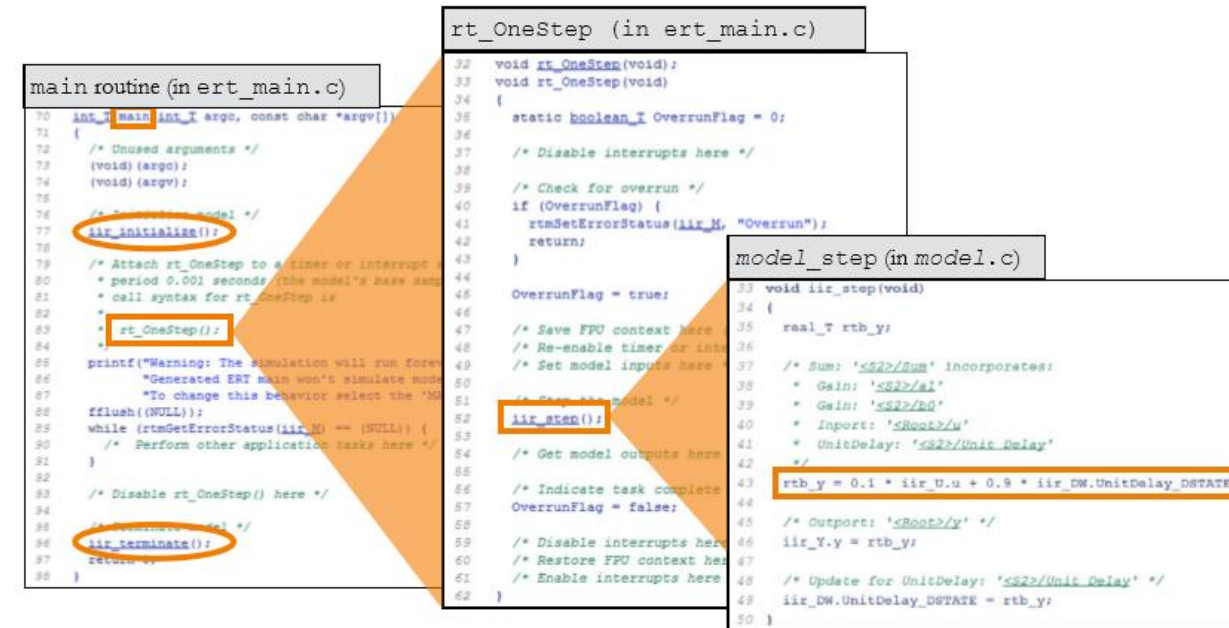 main routine (in ert_main.c)
70 int_T main(int_T argc, const char *argv[])
71 {
72 /* Unused arguments */
73 (void)(argc);
74 (void)(argv);
75
76 /* model */
77 iir_initialize();
78
79 /* Attach rt_OneStep to a timer or interrupt
80 * period 0.001 seconds (the model's base
81 * call syntax for rt_OneStep is
82 *
83 * rt_OneStep();
84 */
85 printf("Warning: The simulation will run
86 "Generated ERT main won't simulate
87 "To change this behavior select the
88 fflush((NULL));
89 while (rtmGetErrorStatus(iir_M) == (NULL)) {
90 /* Perform other application tasks here */
91 }
92
93 /* Disable rt_OneStep() here */
94
95 /* Terminate model */
96 iir_terminate();
97 return 0;
98 }
rt_OneStep (in ert_main.c)
32 void rt_OneStep(void);
33 void rt_OneStep(void)
34 {
35 static boolean_T OverrunFlag = 0;
36
37 /* Disable interrupts here */
38
39 /* Check for overrun */
40 if (OverrunFlag) {
41 rtmSetErrorStatus(iir_M, "Overrun");
42 return;
43 }
44
45 OverrunFlag = true;
46
47 /* Save FPU context here
48 /* Re-enable timer or
49 /* Set model inputs here
50
51 /* Step the model */
52 iir_step();
53
54 /* Get model outputs here
55
56 /* Indicate task complete
57 OverrunFlag = false;
58
59 /* Disable interrupts
60 /* Restore FPU context
61 /* Enable interrupts here
62 }
model_step (in model.c)
33 void iir_step(void)
34 {
35 real_T rtb_y;
36
37 /* Sum: '<S2>/Sum' incorporates:
38 * Gain: '<S2>/a1'
39 * Gain: '<S2>/b0'
40 * Inport: '<Root>/u'
41 * UnitDelay: '<S2>/Unit Delay'
42 */
43 rtb_y = 0.1 * iir_U.u + 0.9 * iir_DW.UnitDelay_DSTATE
44
45 /* Outport: '<Root>/y' */
46 iir_Y.y = rtb_y;
47
48 /* Update for UnitDelay: '<S2>/Unit Delay' */
49 iir_DW.UnitDelay_DSTATE = rtb_y;
50 }